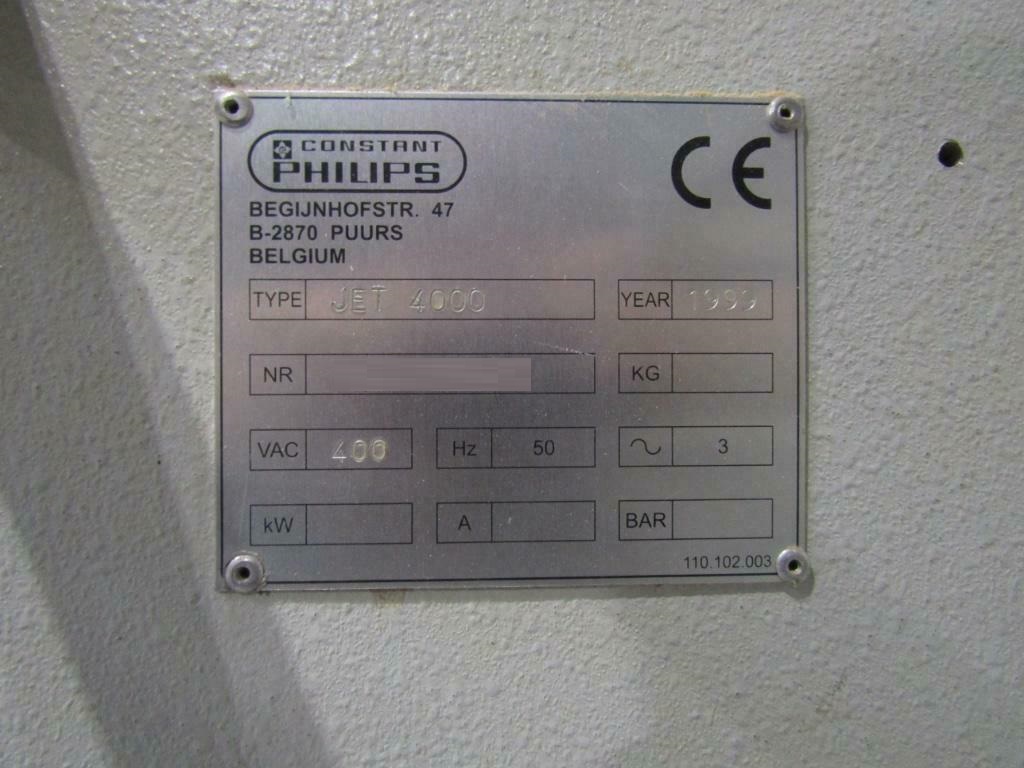 CONSTANT
PHILIPS
CE
BEGIJNHOFSTR. 47
B-2870 PUURS
BELGIUM
TYPE JET 4000 YEAR 1999
NR KG
VAC 400 Hz 50 3
kW A BAR
110.102.003